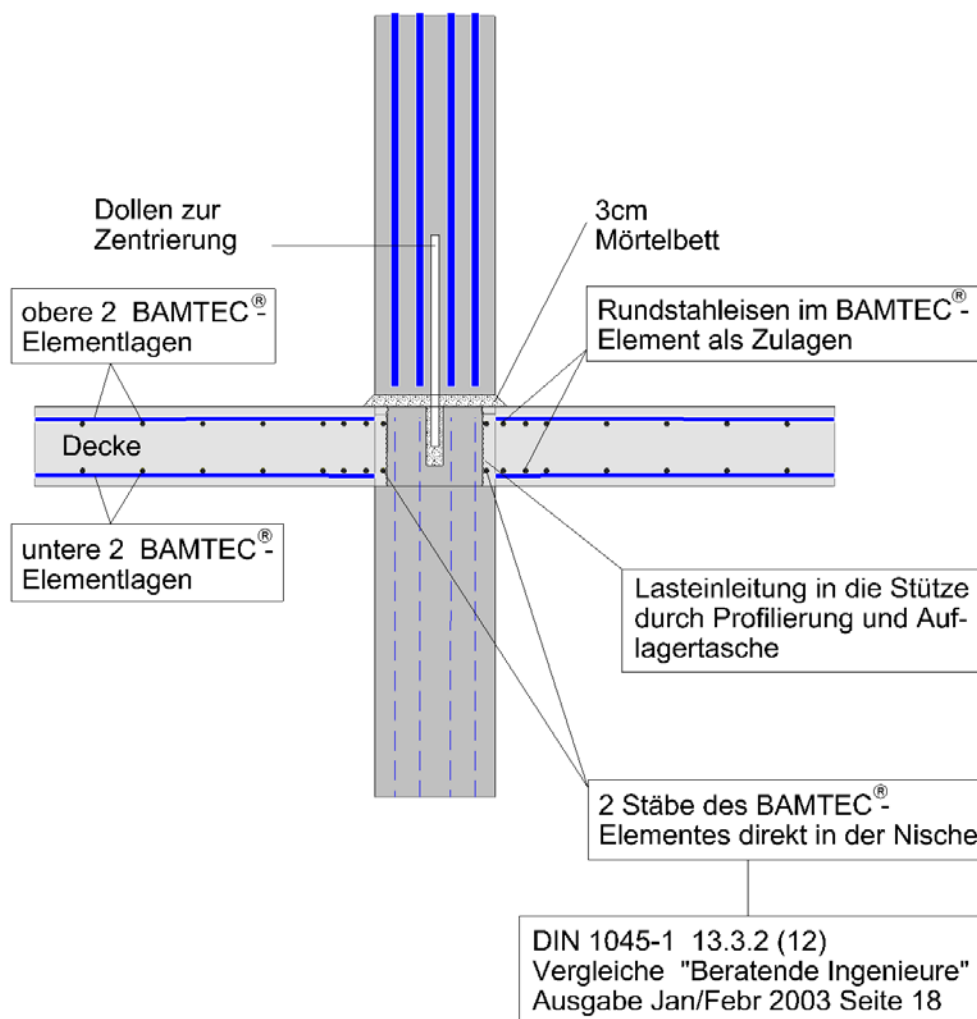 Dollen zur
Zentrierung
3cm
Mörtelbett
obere 2 BAMTEC®-
Elementlagen
Rundstahleisen im BAMTEC®-
Element als Zulagen
Decke
untere 2 BAMTEC®-
Elementlagen
Lasteinleitung in die Stütze
durch Profilierung und Auf-
lagertasche
2 Stäbe des BAMTEC®-
Elementes direkt in der Nische
DIN 1045-1 13.3.2 (12)
Vergleiche "Beratende Ingenieure"
Ausgabe Jan/Febr 2003 Seite 18